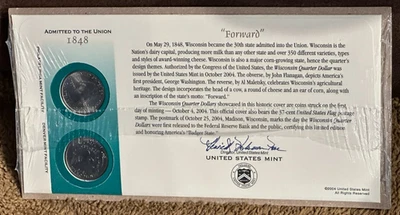 ADMITTED TO THE UNION
1848
"Forward"
On May 29, 1848, Wisconsin became the 30th state admitted into the Union. Wisconsin is
the Nation's dairy capital, producing more milk than any other state and over 350 different varieties, types
and styles of award-winning cheese. Wisconsin is also a major corn-growing state, hence the quarter's
design themes. Authorized by the Congress of the United States, the Wisconsin Quarter Dollar was
issued by the United States Mint in October 2004. The obverse, by John Flanagan, depicts
America's first President, George Washington. The reverse, by Al Maletsky, celebrates Wisconsin's agricultural
heritage. The design incorporates the head of a cow, a round of cheese and an ear of corn, along with
an inscription of the state's motto: "Forward."
The Wisconsin Quarter Dollars showcased in this historic cover are coins struck on the first
day of minting - October 4, 2004. This official cover also bears the 37-cent United States Flag postage
stamp. The postmark of October 25, 2004, Madison, Wisconsin, marks the day the Wisconsin Quarter
Dollars were first released to the Federal Reserve Bank and the public, certifying this limited edition
and honoring America's "Badger State."
UNITED STATES MINT
DENVER MINT FACILITY
©2004 United States Mint
All Rights Reserved